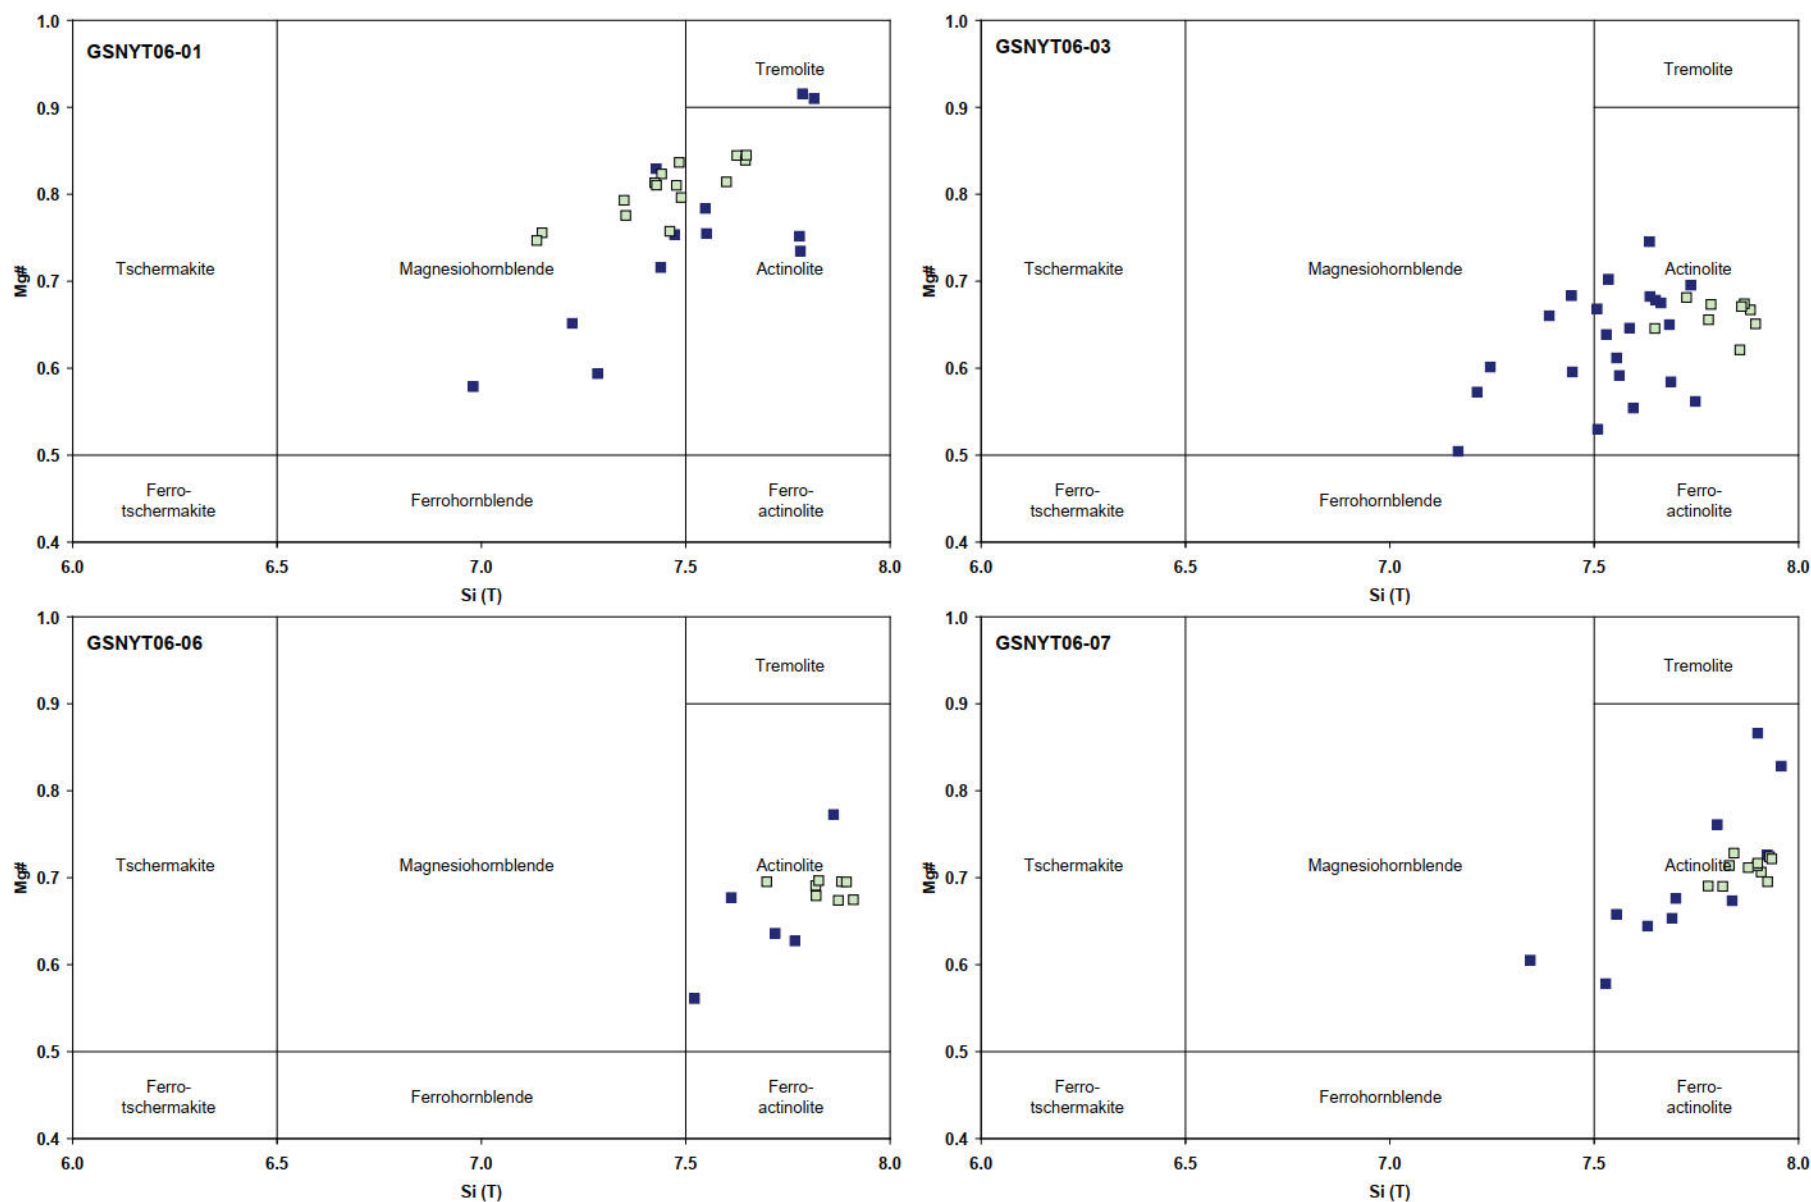 GSNYT06-01
1.0
0.9
0.8
0.7
0.6
0.5
0.4
Mg#
Tremolite
Tschermakite
Magnesiohornblende
Actinolite
Ferro-
tschermakite
Ferrohornblende
Ferro-
actinolite
6.0 6.5 7.0 7.5 8.0
Si (T)
GSNYT06-03
1.0
0.9
0.8
0.7
0.6
0.5
0.4
Mg#
Tremolite
Tschermakite
Magnesiohornblende
Actinolite
Ferro-
tschermakite
Ferrohornblende
Ferro-
actinolite
6.0 6.5 7.0 7.5 8.0
Si (T)
GSNYT06-06
1.0
0.9
0.8
0.7
0.6
0.5
0.4
Mg#
Tremolite
Tschermakite
Magnesiohornblende
Actinolite
Ferro-
tschermakite
Ferrohornblende
Ferro-
actinolite
6.0 6.5 7.0 7.5 8.0
Si (T)
GSNYT06-07
1.0
0.9
0.8
0.7
0.6
0.5
0.4
Mg#
Tremolite
Tschermakite
Magnesiohornblende
Actinolite
Ferro-
tschermakite
Ferrohornblende
Ferro-
actinolite
6.0 6.5 7.0 7.5 8.0
Si (T)